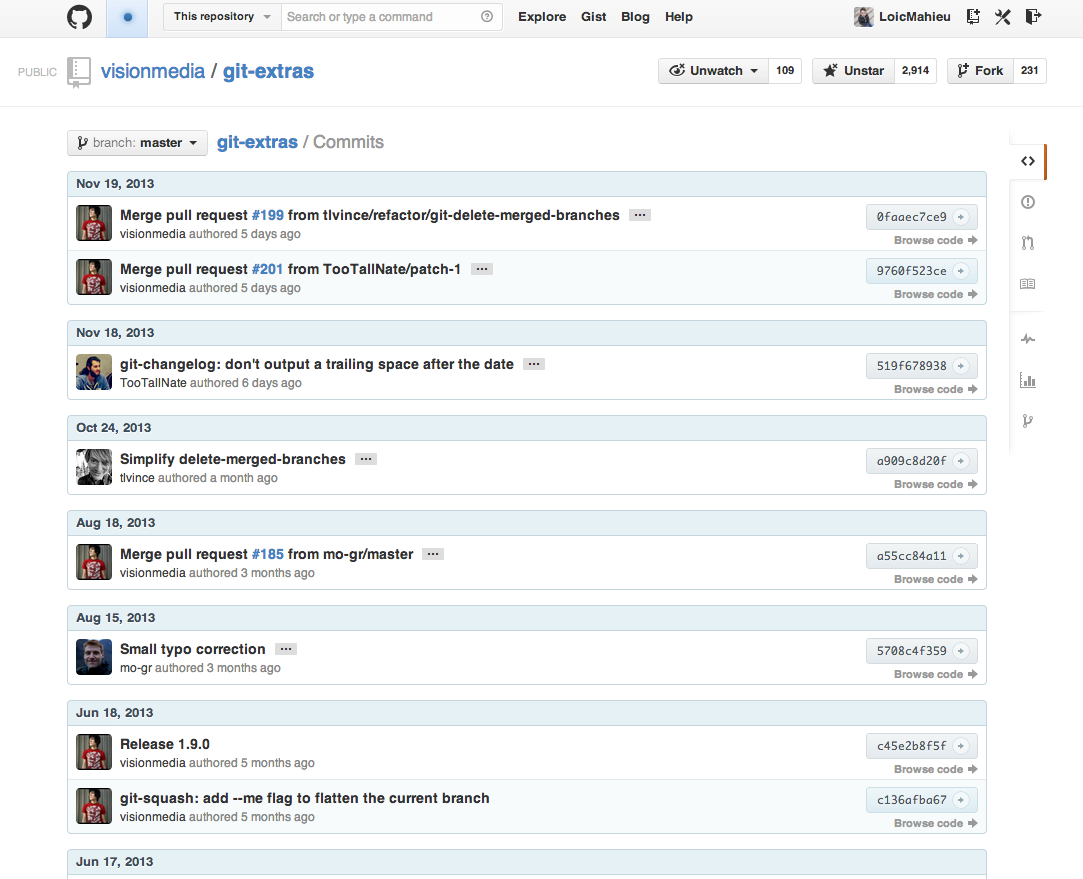 This repository Search or type a command Explore Gist Blog Help LoicMahieu
PUBLIC visionmedia / git-extras Unwatch 109 Unstar 2,914 Fork 231
branch: master git-extras / Commits
Nov 19, 2013
Merge pull request #199 from tlvince/refactor/git-delete-merged-branches ... 0faaec7ce9
visionmedia authored 5 days ago Browse code
Merge pull request #201 from TooTallNate/patch-1 ... 9760f523ce
visionmedia authored 5 days ago Browse code
Nov 18, 2013
git-changelog: don't output a trailing space after the date ... 519f678938
TooTallNate authored 6 days ago Browse code
Oct 24, 2013
Simplify delete-merged-branches ... a909c8d20f
tlvince authored a month ago Browse code
Aug 18, 2013
Merge pull request #185 from mo-gr/master ... a55cc84a11
visionmedia authored 3 months ago Browse code
Aug 15, 2013
Small typo correction ... 5708c4f359
mo-gr authored 3 months ago Browse code
Jun 18, 2013
Release 1.9.0 c45e2b8f5f
visionmedia authored 5 months ago Browse code
git-squash: add --me flag to flatten the current branch c136afba67
visionmedia authored 5 months ago Browse code
Jun 17, 2013